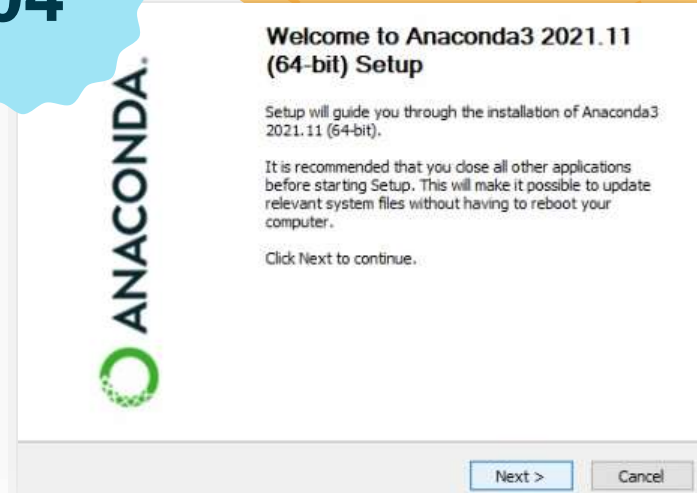 04
Welcome to Anaconda3 2021.11
(64-bit) Setup
Setup will guide you through the installation of Anaconda3
2021.11 (64-bit).
It is recommended that you close all other applications
before starting Setup. This will make it possible to update
relevant system files without having to reboot your
computer.
Click Next to continue.
ANACONDA.
Next >
Cancel